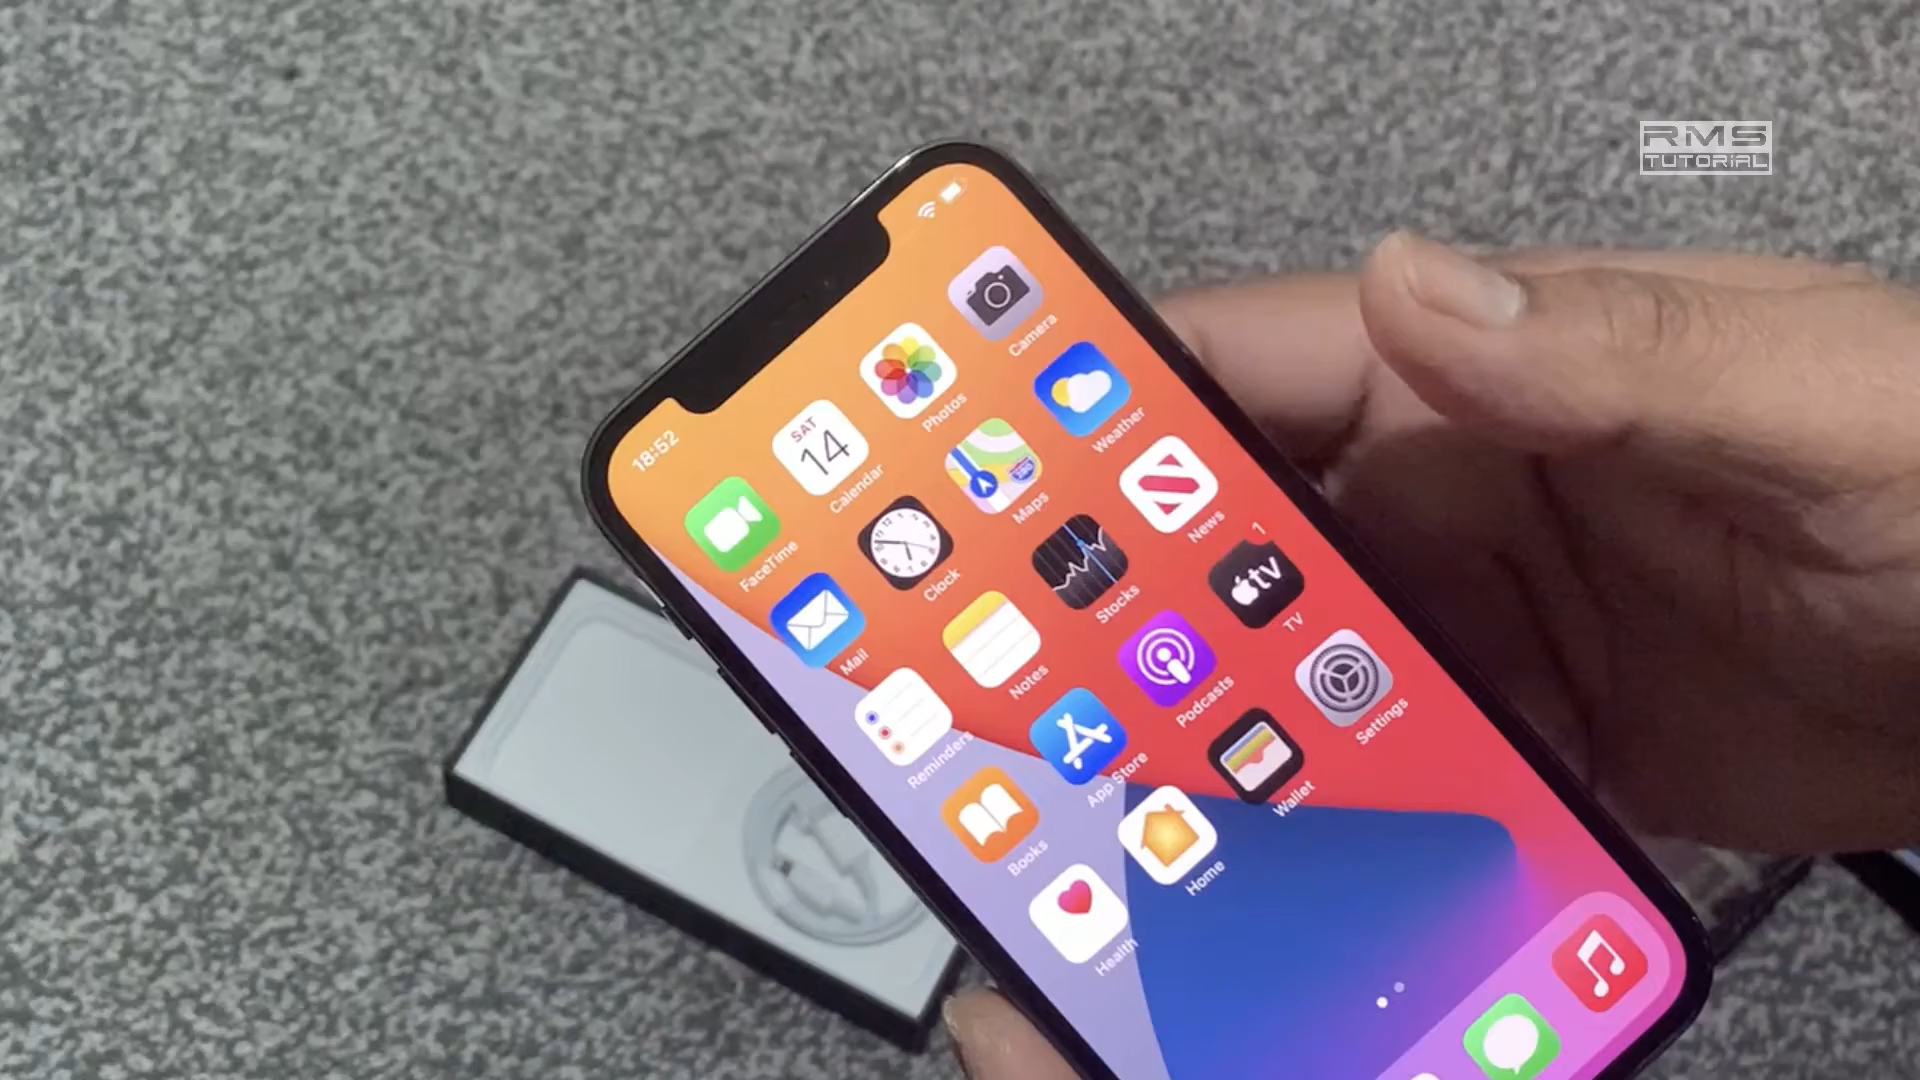 RMS
TUTORIAL
18:52
FaceTime
SAT
14
Calendar
Photos
Camera
Mail
Clock
Maps
Weather
Reminders
Notes
Stocks
News
Books
App Store
Podcasts
1
tv
TV
Health
Home
Wallet
Settings